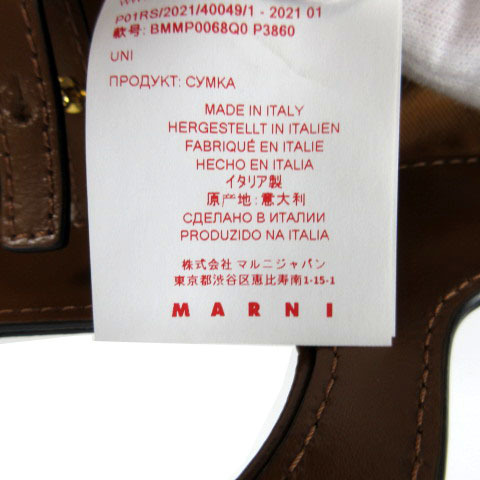 P01RS/2021/40049/1 - 2021 01
款号: BMMP0068Q0 P3860
UNI
ПРОДУКТ: СУМКА
MADE IN ITALY
HERGESTELLT IN ITALIEN
FABRIQUÉ EN ITALIE
HECHO EN ITALIA
イタリア製
原产地: 意大利
СДЕЛАНО В ИТАЛИИ
PRODUZIDO NA ITALIA
株式会社 マルニジャパン
東京都渋谷区恵比寿南1-15-1
MARNI